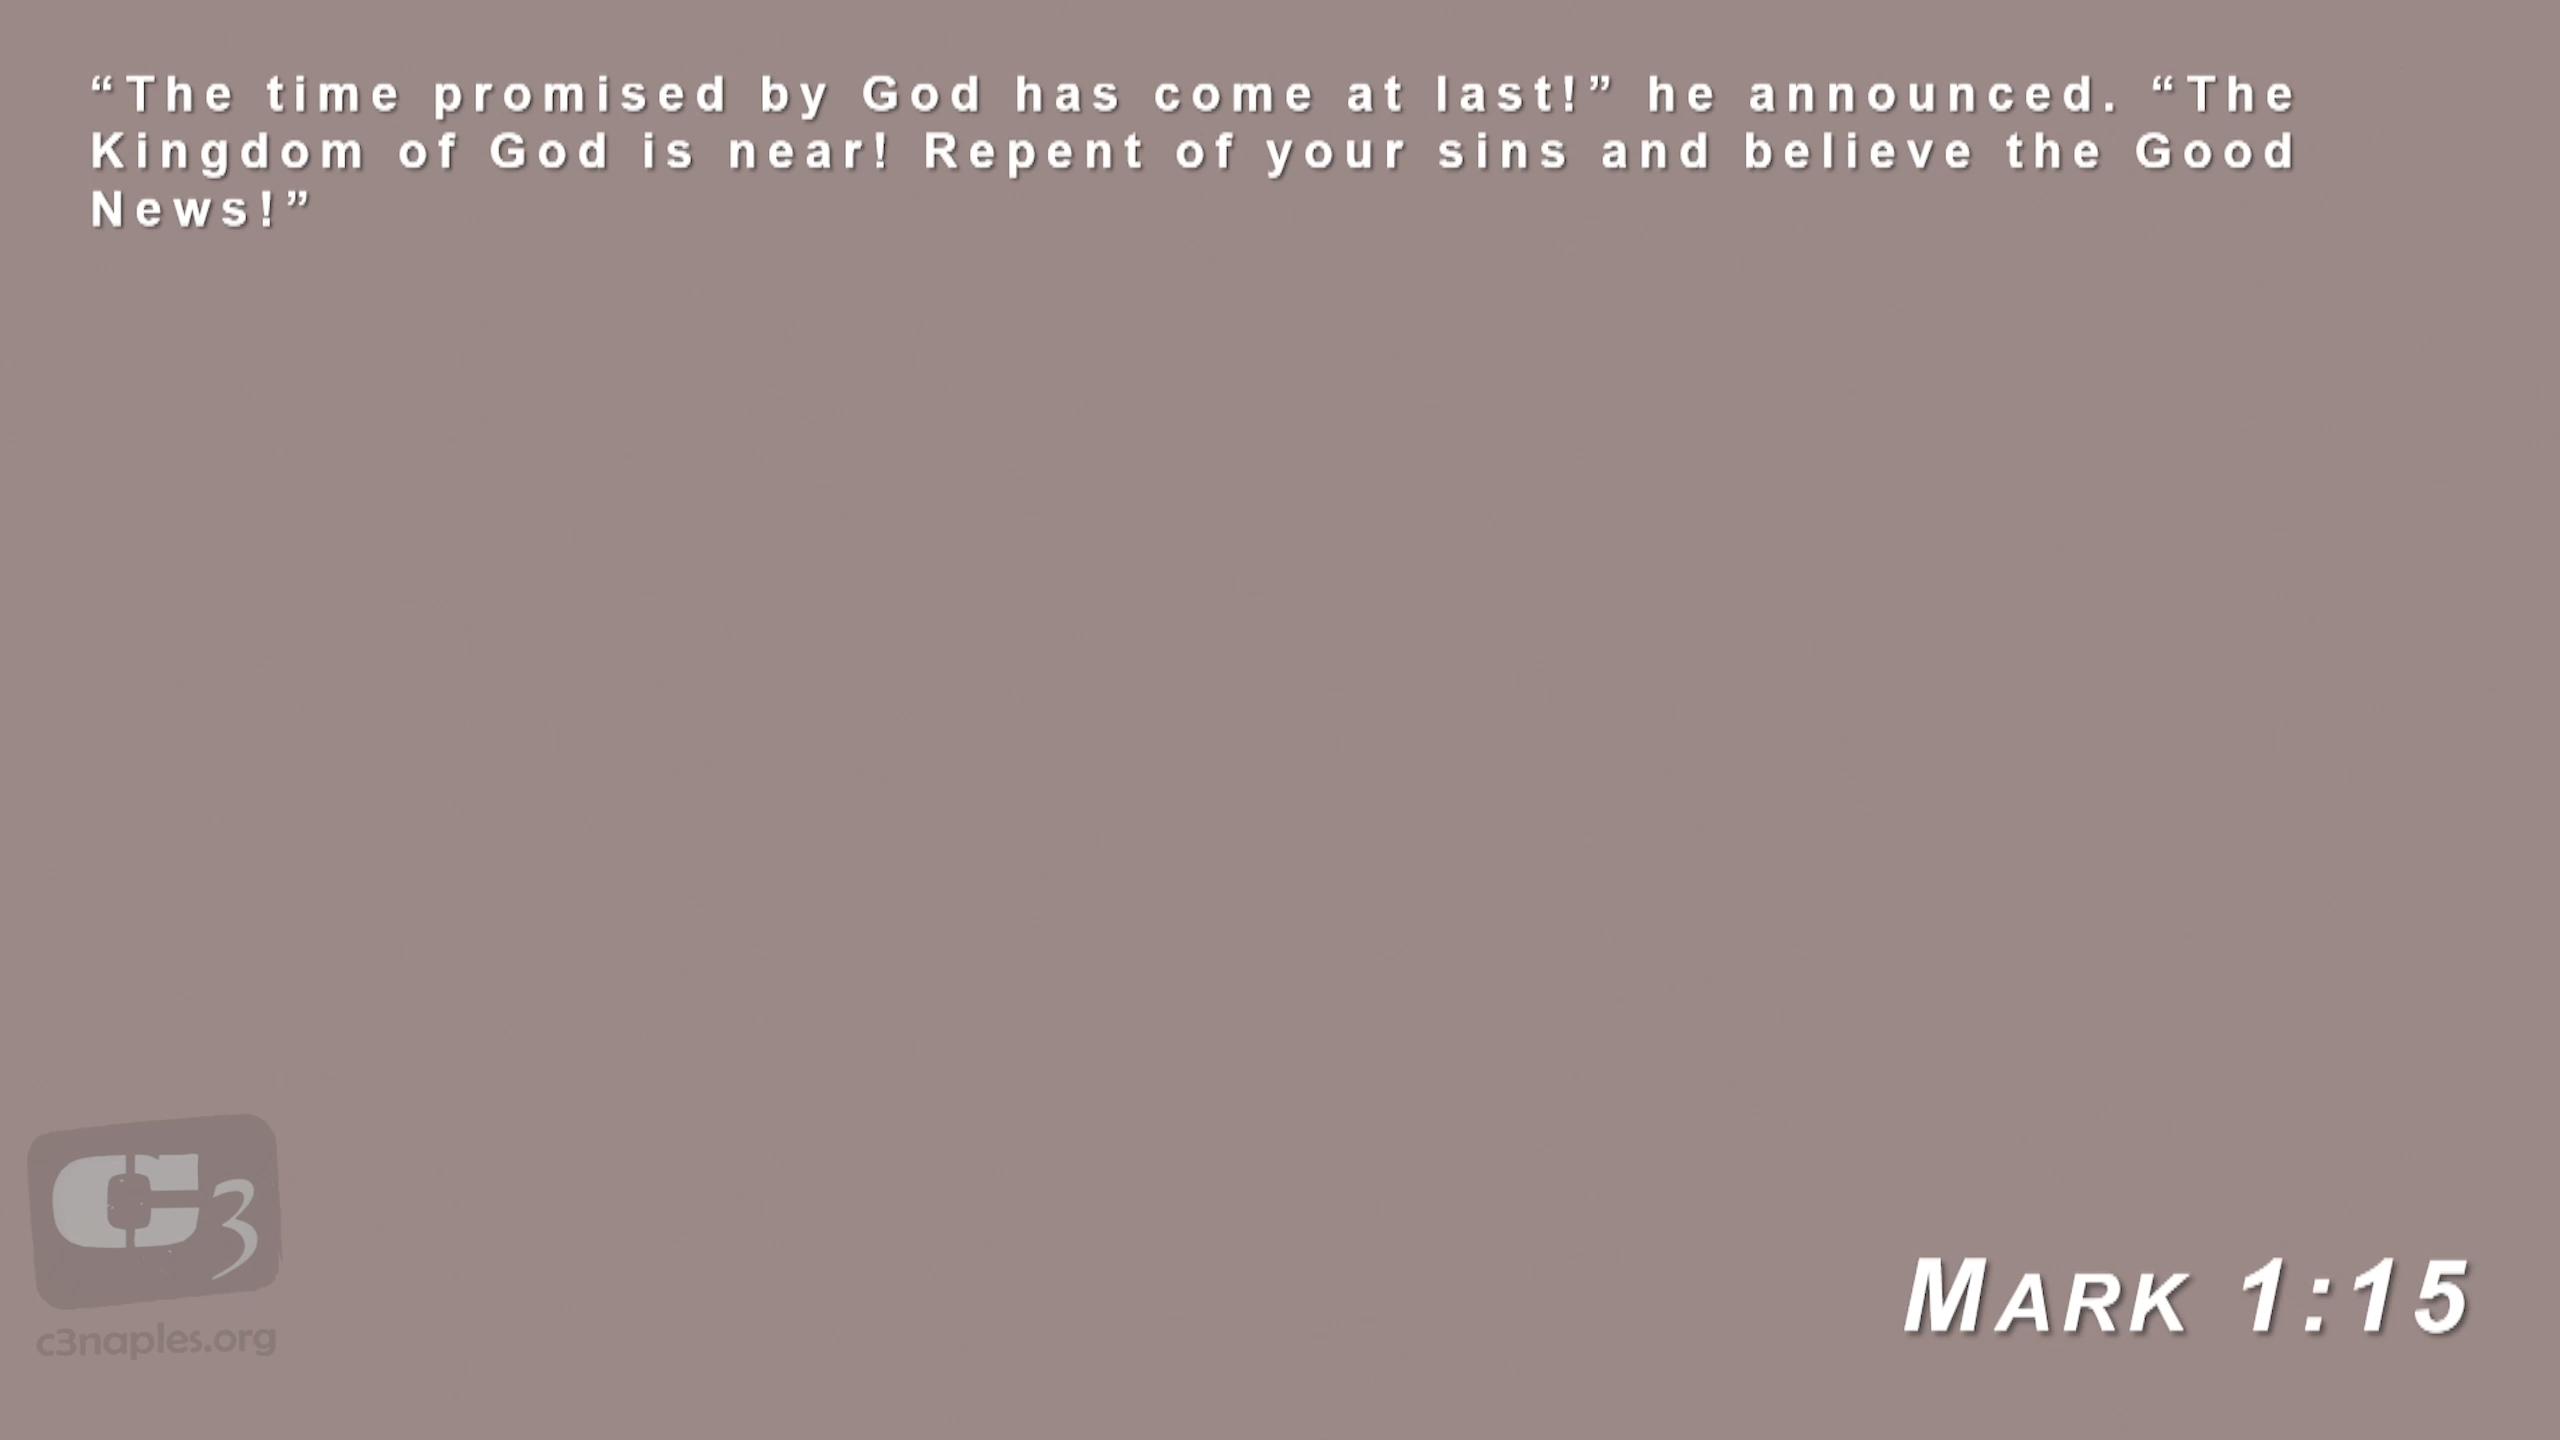 “The time promised by God has come at last!” he announced. “The
Kingdom of God is near! Repent of your sins and believe the Good
News!”
C3
c3naples.org
MARK 1:15